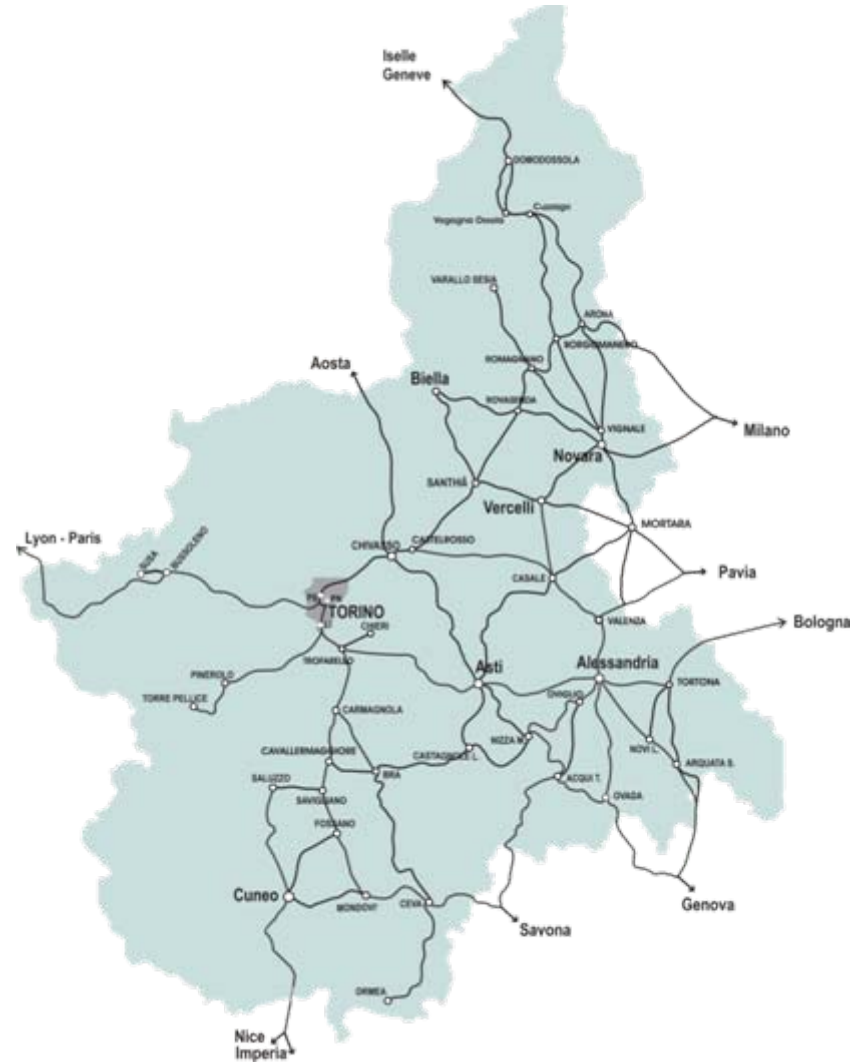 Iselle
Geneve
DOMODOSSOLA
Vogogna Ossola
VARALLO SESIA
ARONA
BORGOMANERO
ROMAGNANO
Aosta
Biella
ROVASENDA
VIGNALE
Milano
Novara
SANTHIÀ
Vercelli
MORTARA
Lyon - Paris
SUSA
BUSSOLENO
CHIVASSO
CASTELROSSO
CASALE
Pavia
TORINO
CHIERI
VALENZA
Bologna
TROFARELLO
PINEROLO
Asti
Alessandria
TORRE PELLICE
OVIGLIO
TORTONA
CARMAGNOLA
NIZZA M.
NOVI L.
CAVALLERMAGGIORE
CASTAGNOLE L.
ARQUATA S.
SALUZZO
BRA
ACQUI T.
SAVIGLIANO
OVADA
FOSSANO
Cuneo
MONDOVI'
CEVA
Genova
Savona
ORMEA
Nice
Imperia